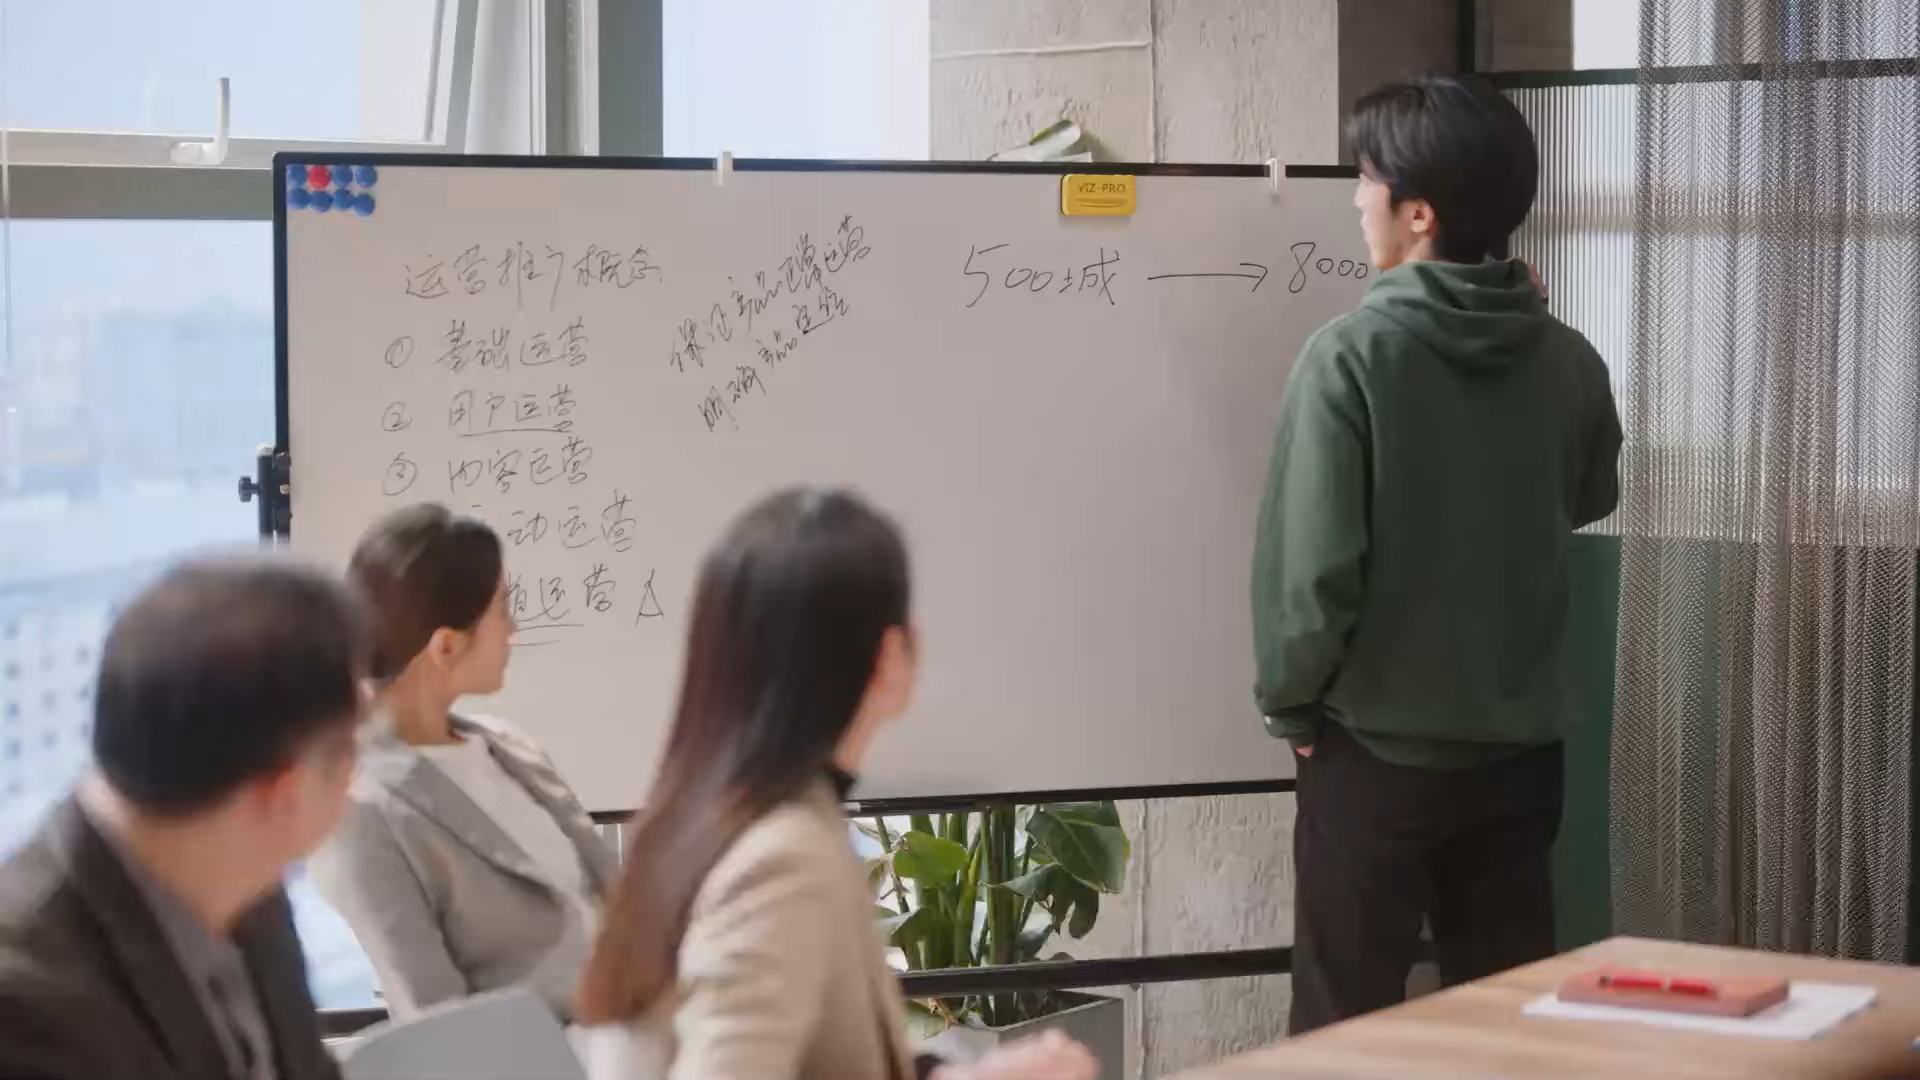 运营推广概念
① 基础运营
② 用户运营
③ 内容运营
动运营
道运营 △
保证产品正常运营
明确产品定位
VIZ-PRO
500城 → 8000